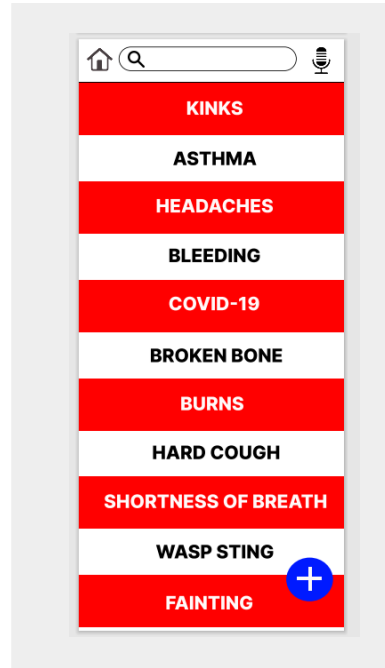 KINKS
ASTHMA
HEADACHES
BLEEDING
COVID-19
BROKEN BONE
BURNS
HARD COUGH
SHORTNESS OF BREATH
WASP STING
FAINTING